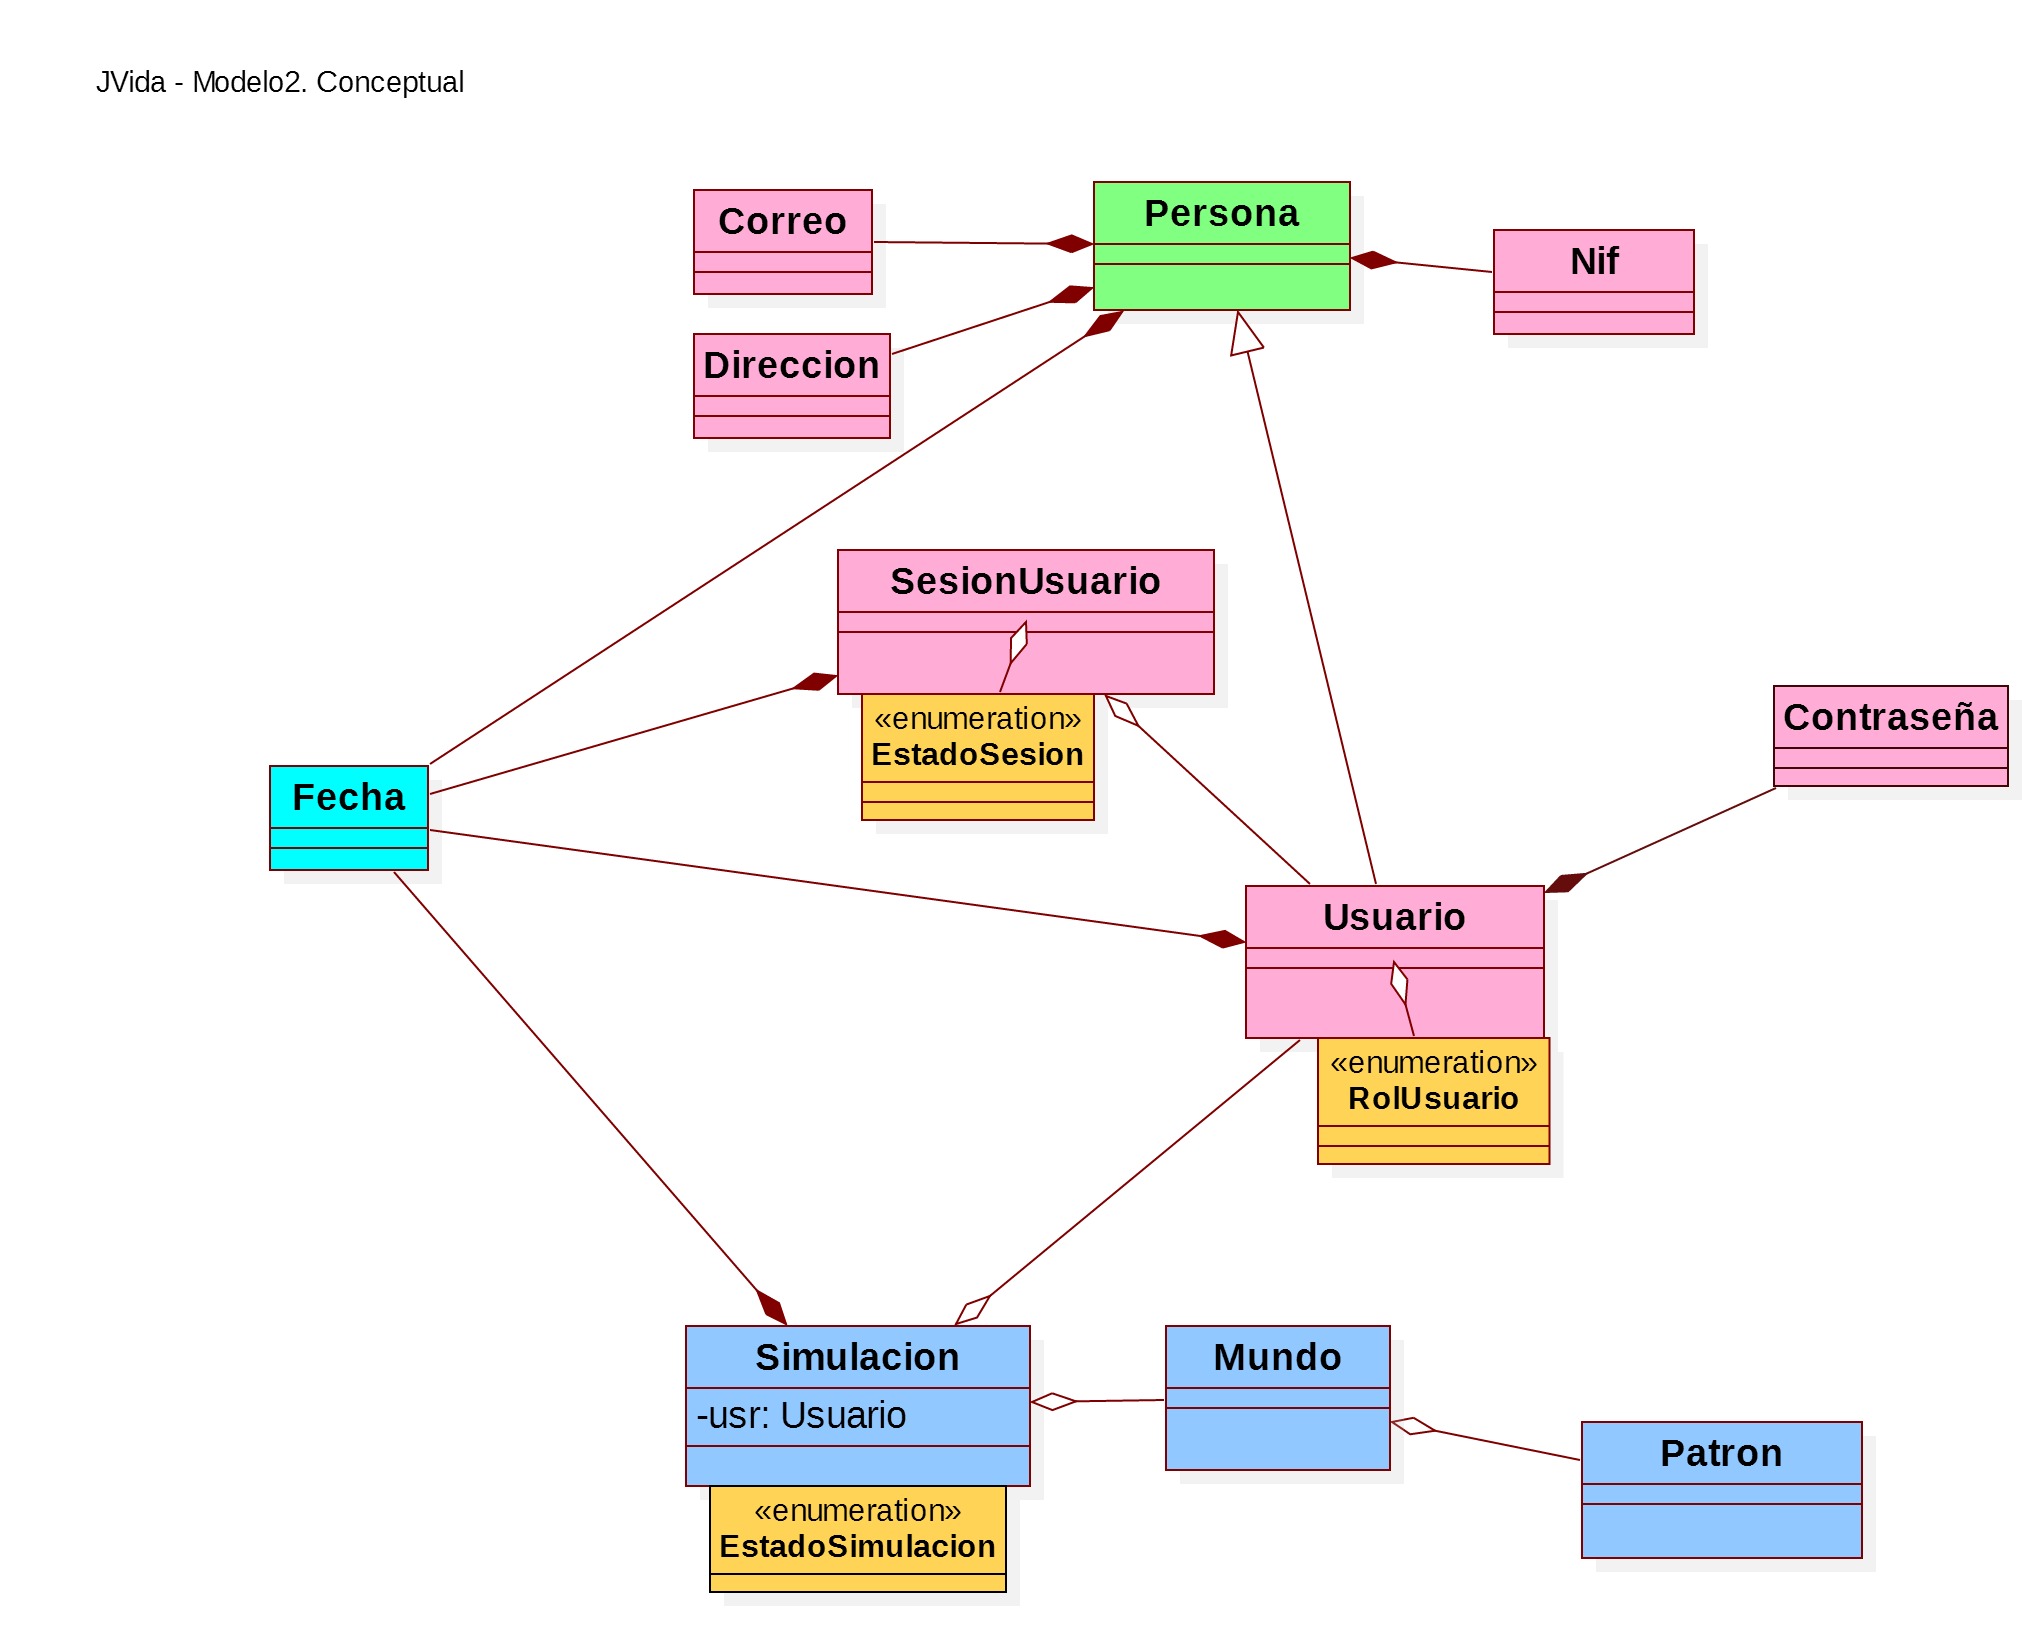 JVida - Modelo2. Conceptual
Correo
Persona
Nif
Direccion
SesionUsuario
«enumeration»
EstadoSesion
Contraseña
Fecha
Usuario
«enumeration»
RolUsuario
Simulacion
-usr: Usuario
Mundo
Patron
«enumeration»
EstadoSimulacion